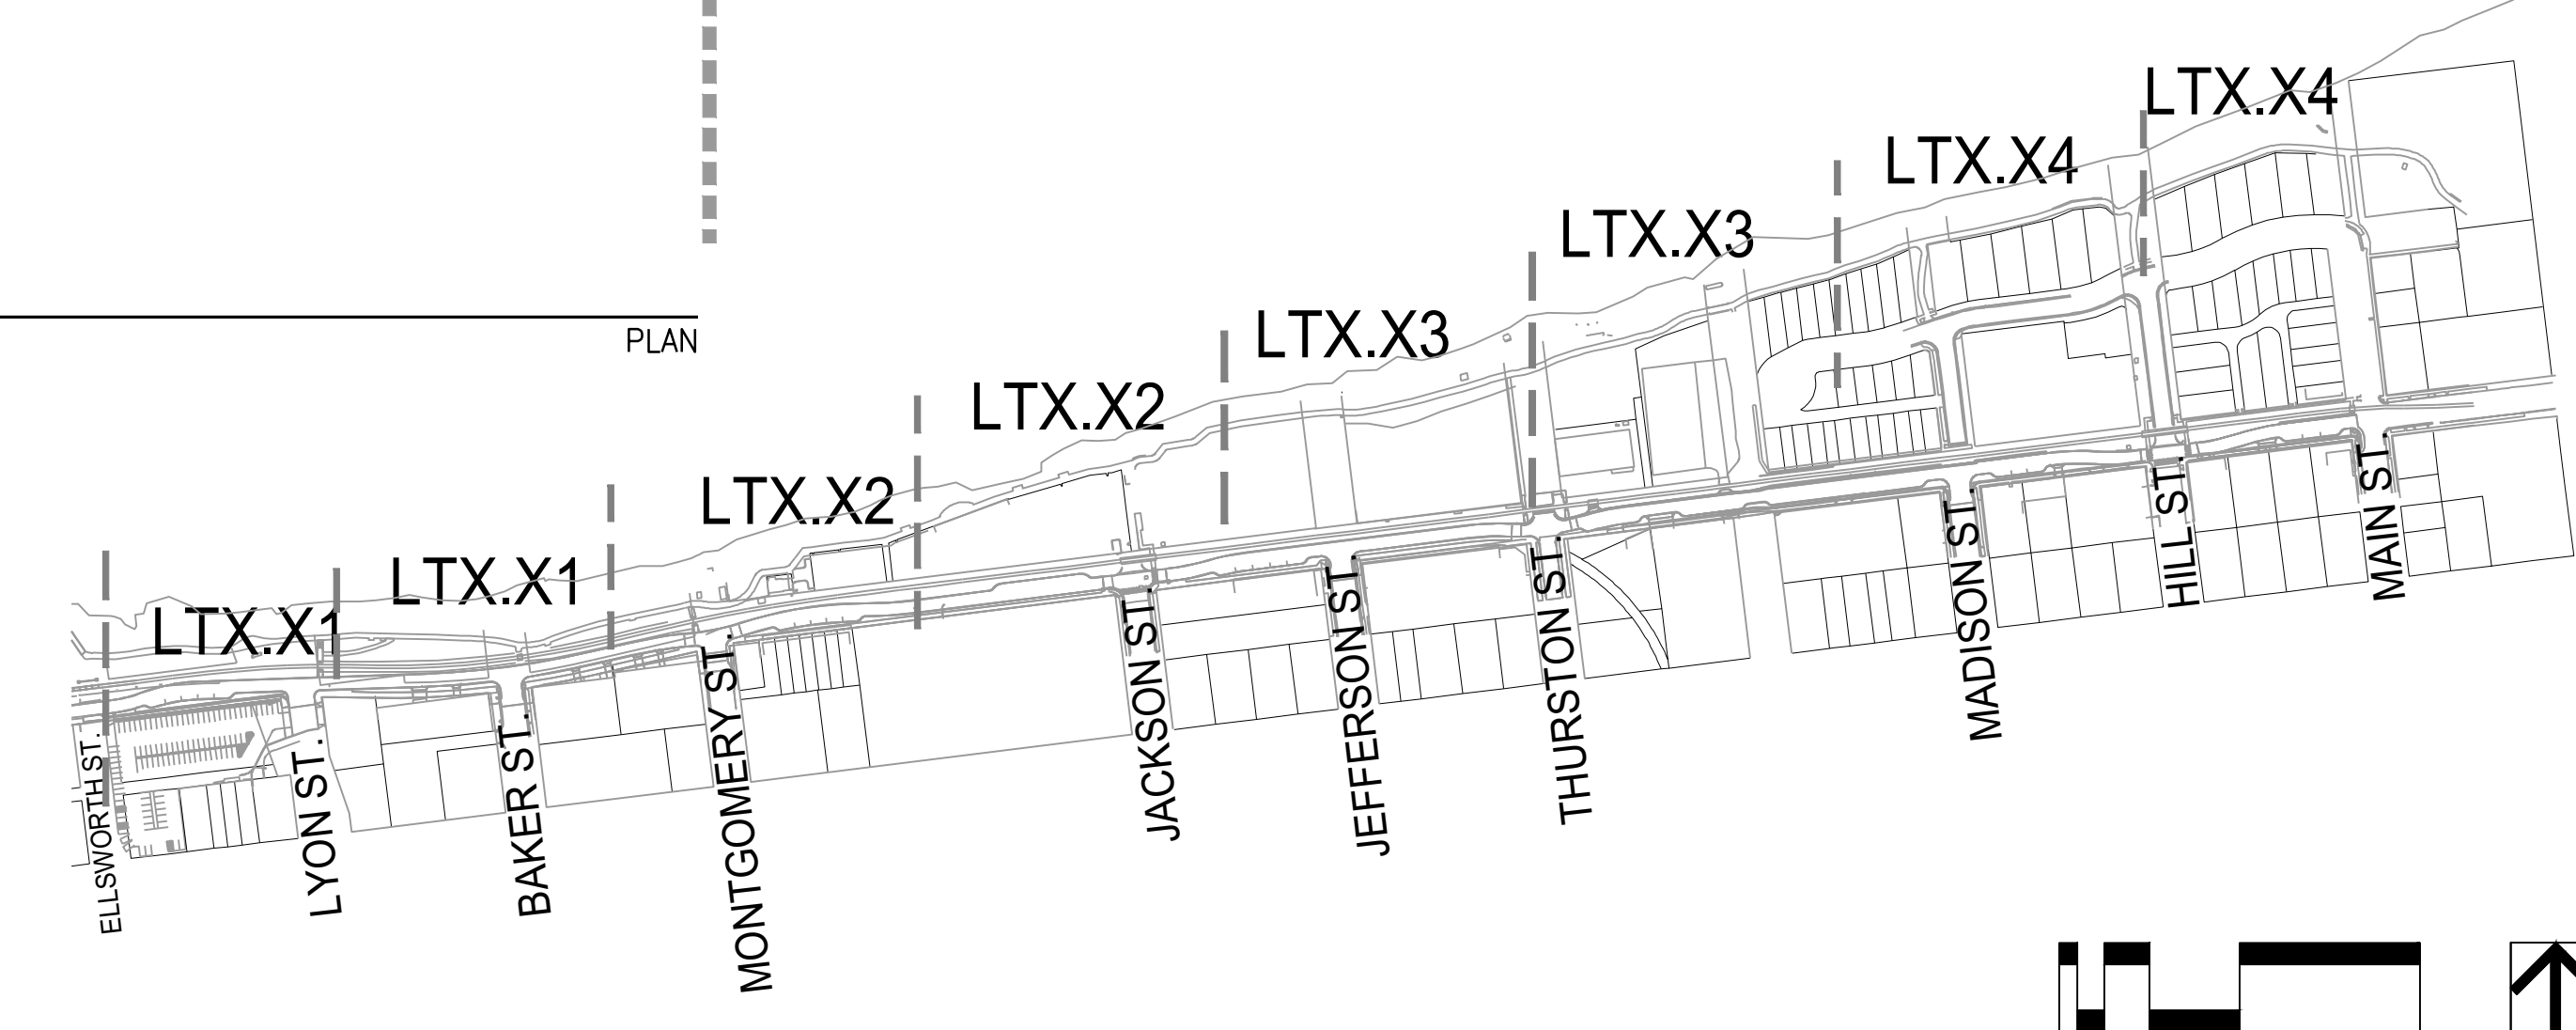 LTX.X4
LTX.X4
LTX.X3
LTX.X3
PLAN
LTX.X2
LTX.X2
LTX.X1
LTX.X1
ELLSWORTH ST.
LYON ST.
BAKER ST.
MONTGOMERY ST.
JACKSON ST.
JEFFERSON ST.
THURSTON ST.
MADISON ST.
HILL ST.
MAIN ST.